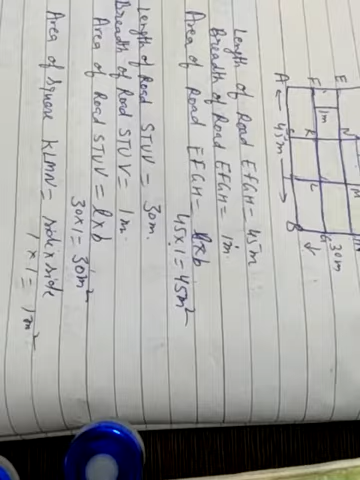 E
F
A
1m
N
K
45m
L
M
B
G
30m
Length of Road EFGH = 45m
Breadth of Road EFGH = 1m.
Area of Road EFGH = l×b
45×1 = 45m²
Length of Road STUV = 30m.
Breadth of Road STUV = 1m.
Area of Road STUV = l×b
30×1 = 30m²
Area of Square KLMN = side×side
1×1 = 1m²